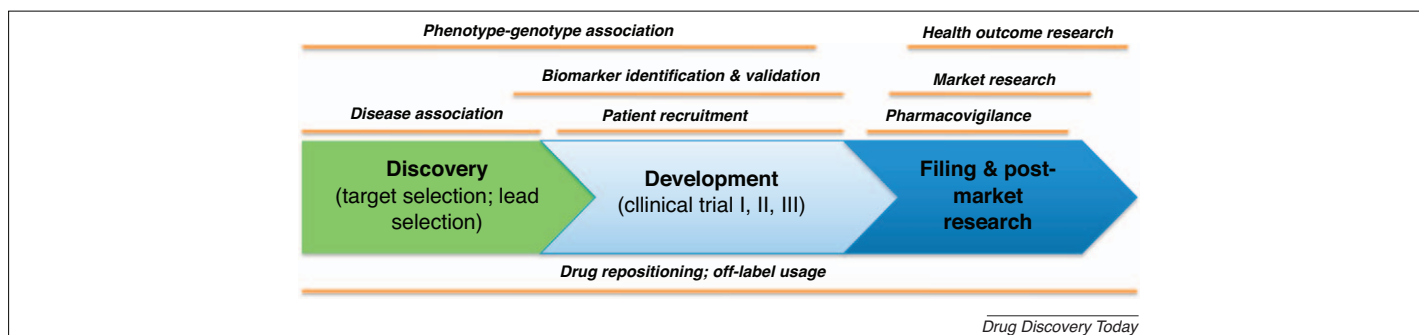 Phenotype-genotype association
Health outcome research
Biomarker identification & validation
Market research
Disease association
Patient recruitment
Pharmacovigilance
Discovery
(target selection; lead
selection)
Development
(cllinical trial I, II, III)
Filing & post-
market
research
Drug repositioning; off-label usage
Drug Discovery Today